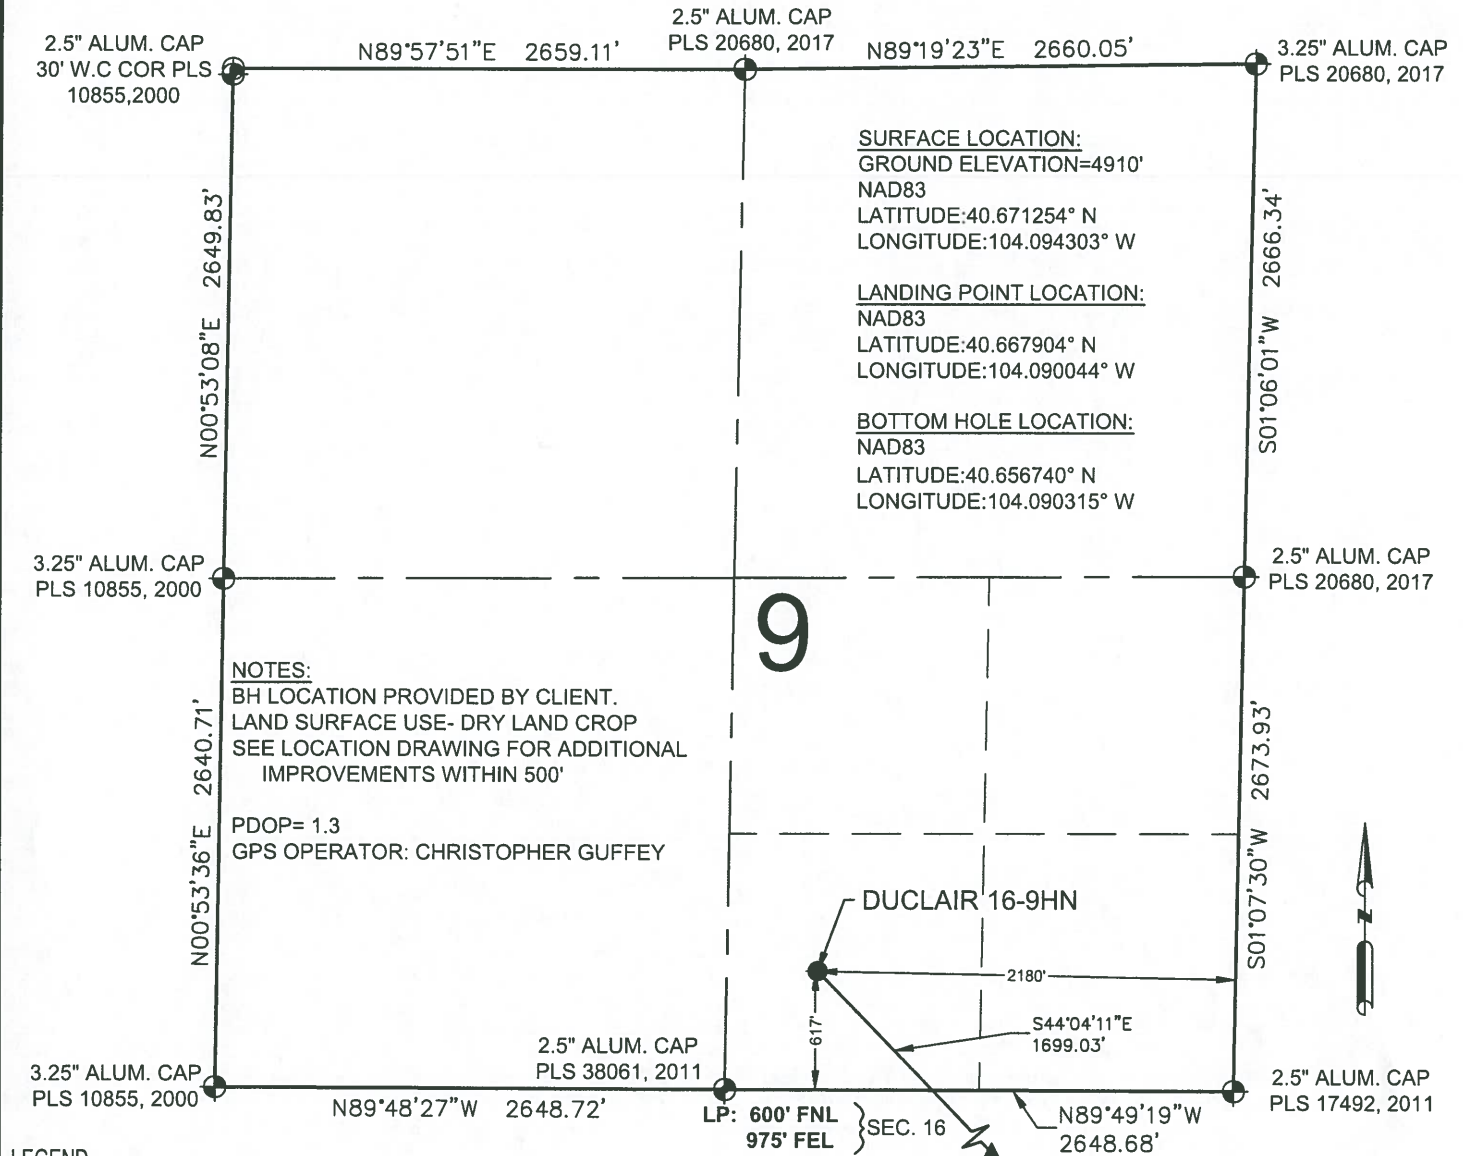 2.5" ALUM. CAP
PLS 20680, 2017
2.5" ALUM. CAP
30' W.C COR PLS
10855,2000
N89°57'51"E 2659.11'
N89°19'23"E 2660.05'
3.25" ALUM. CAP
PLS 20680, 2017
SURFACE LOCATION:
GROUND ELEVATION=4910'
NAD83
LATITUDE:40.671254° N
LONGITUDE:104.094303° W
LANDING POINT LOCATION:
NAD83
LATITUDE:40.667904° N
LONGITUDE:104.090044° W
BOTTOM HOLE LOCATION:
NAD83
LATITUDE:40.656740° N
LONGITUDE:104.090315° W
N00°53'08"E 2649.83'
S01°06'01"W 2666.34'
3.25" ALUM. CAP
PLS 10855, 2000
2.5" ALUM. CAP
PLS 20680, 2017
9
NOTES:
BH LOCATION PROVIDED BY CLIENT.
LAND SURFACE USE- DRY LAND CROP
SEE LOCATION DRAWING FOR ADDITIONAL
IMPROVEMENTS WITHIN 500'
PDOP= 1.3
GPS OPERATOR: CHRISTOPHER GUFFEY
N00°53'36"E 2640.71'
S01°07'30"W 2673.93'
DUCLAIR 16-9HN
2180'
617'
S44°04'11"E
1699.03'
N
3.25" ALUM. CAP
PLS 10855, 2000
2.5" ALUM. CAP
PLS 38061, 2011
2.5" ALUM. CAP
PLS 17492, 2011
N89°48'27"W 2648.72'
LP: 600' FNL
975' FEL
SEC. 16
N89°49'19"W
2648.68'
LEGEND